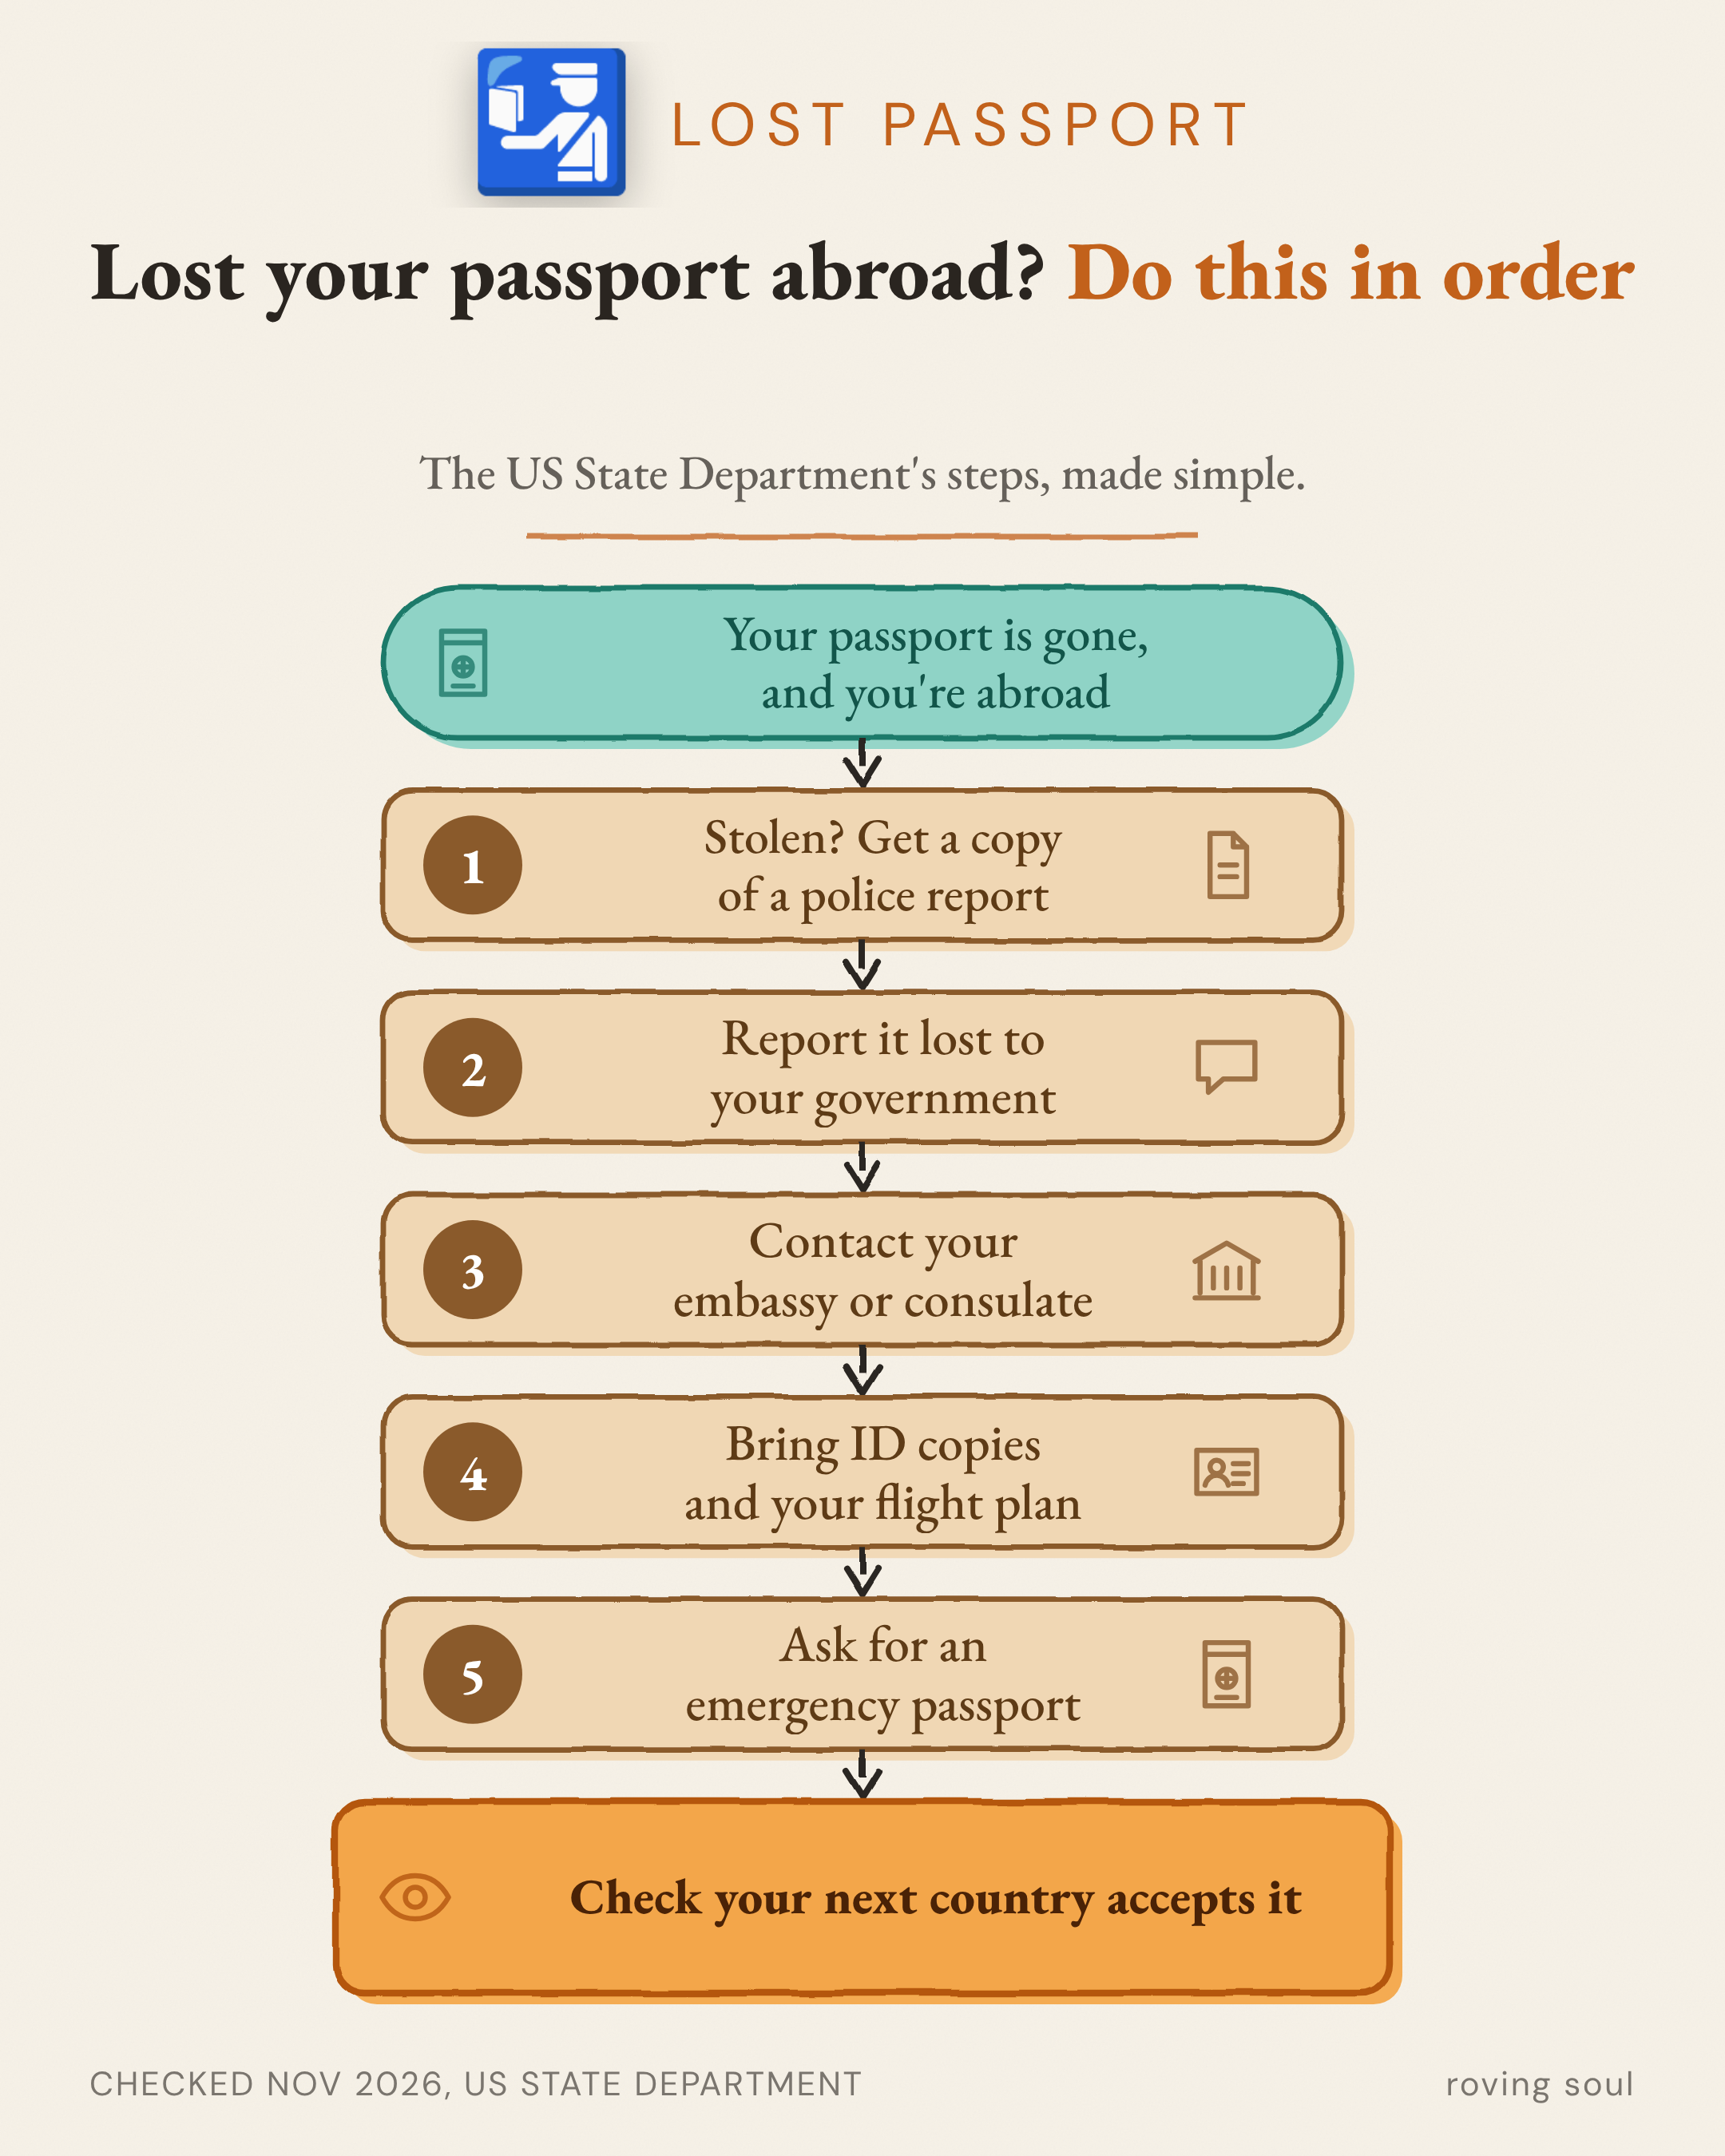 LOST PASSPORT
Lost your passport abroad? Do this in order
The US State Department's steps, made simple.
Your passport is gone,
and you're abroad
1
Stolen? Get a copy
of a police report
2
Report it lost to
your government
3
Contact your
embassy or consulate
4
Bring ID copies
and your flight plan
5
Ask for an
emergency passport
Check your next country accepts it
CHECKED NOV 2026, US STATE DEPARTMENT
roving soul